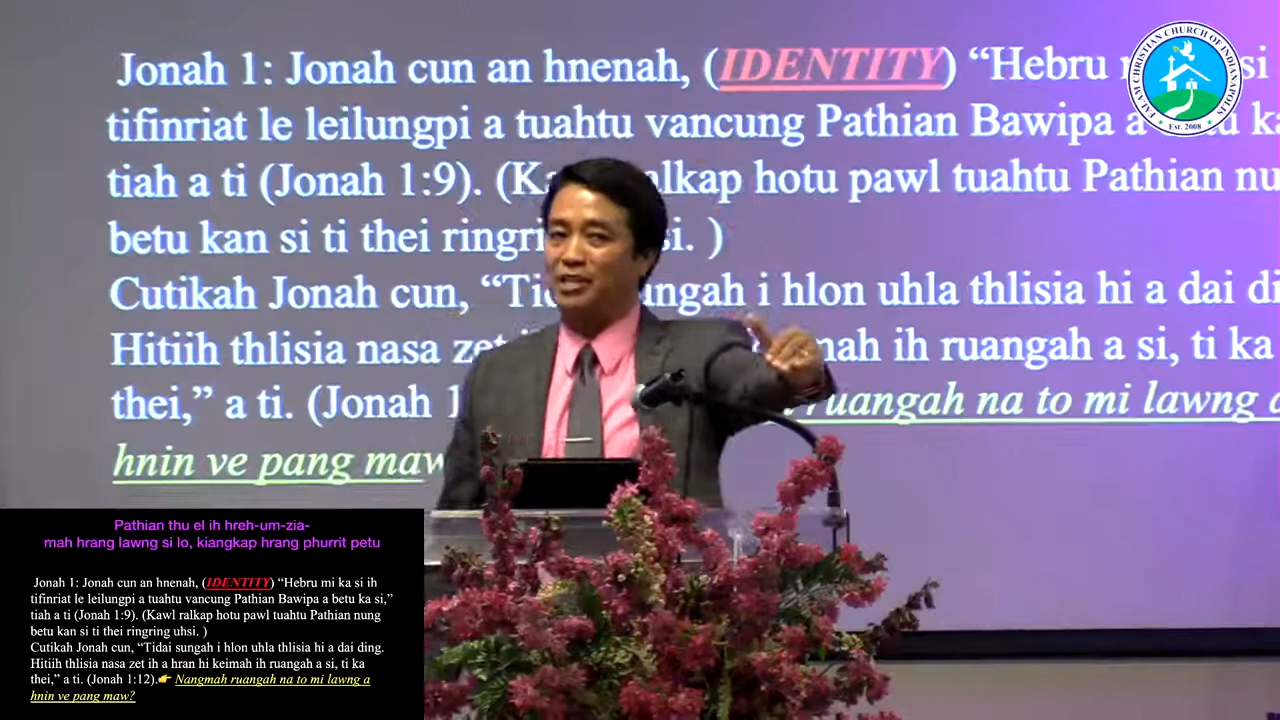 Jonah 1: Jonah cun an hnenah, (IDENTITY) “Hebru si
tifinriat le leilungpi a tuahtu vancung Pathian Bawipa a
tiah a ti (Jonah 1:9). ralkap hotu pawl tuahtu Pathian
betu kan si ti thei si. )
Cutikah Jonah cun, sungah i hlon uhla thlisia hi a dai
Hitiih thlisia nasa ih ruangah a si, ti ka
thei,” a ti. (Jonah ruangah na to mi lawng
hnin ve pang maw
FALAM CHRISTIAN CHURCH OF INDIANAPOLIS
Est. 2008
Pathian thu el ih hreh-um-zia-
mah hrang lawng si lo, kiangkap hrang phurrit petu
Jonah 1: Jonah cun an hnenah, (IDENTITY) “Hebru mi ka si ih
tifinriat le leilungpi a tuahtu vancung Pathian Bawipa a betu ka si,”
tiah a ti (Jonah 1:9). (Kawl ralkap hotu pawl tuahtu Pathian nung
betu kan si ti thei ringring uhsi. )
Cutikah Jonah cun, “Tidai sungah i hlon uhla thlisia hi a dai ding.
Hitiih thlisia nasa zet ih a hran hi keimah ih ruangah a si, ti ka
thei,” a ti. (Jonah 1:12).👉 Nangmah ruangah na to mi lawng a
hnin ve pang maw?